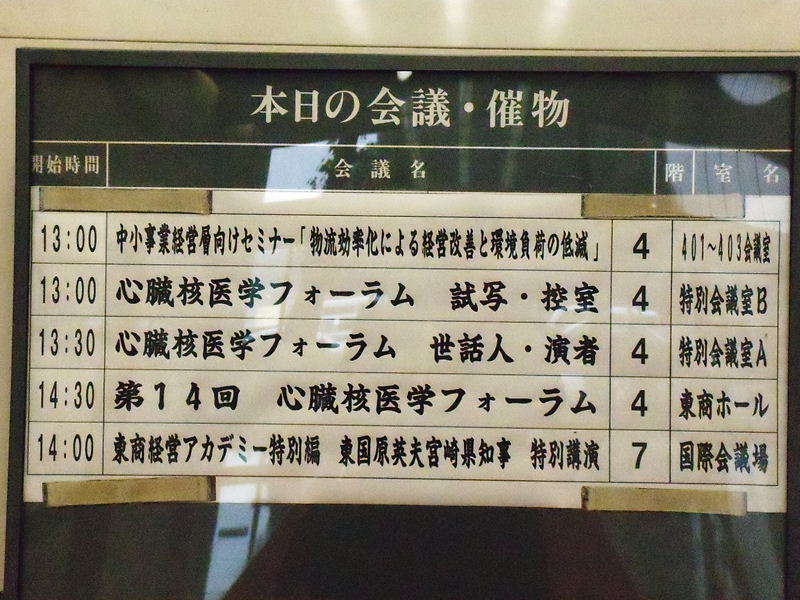 本日の会議・催物
開始時間 会議名 階 室名
13:00 中小事業経営層向けセミナー「物流効率化による経営改善と環境負荷の低減」 4 401～403会議室
13:00 心臓核医学フォーラム 試写・控室 4 特別会議室B
13:30 心臓核医学フォーラム 世話人・演者 4 特別会議室A
14:30 第14回 心臓核医学フォーラム 4 東商ホール
14:00 東商経営アカデミー特別編 東国原英夫宮崎県知事 特別講演 7 国際会議場